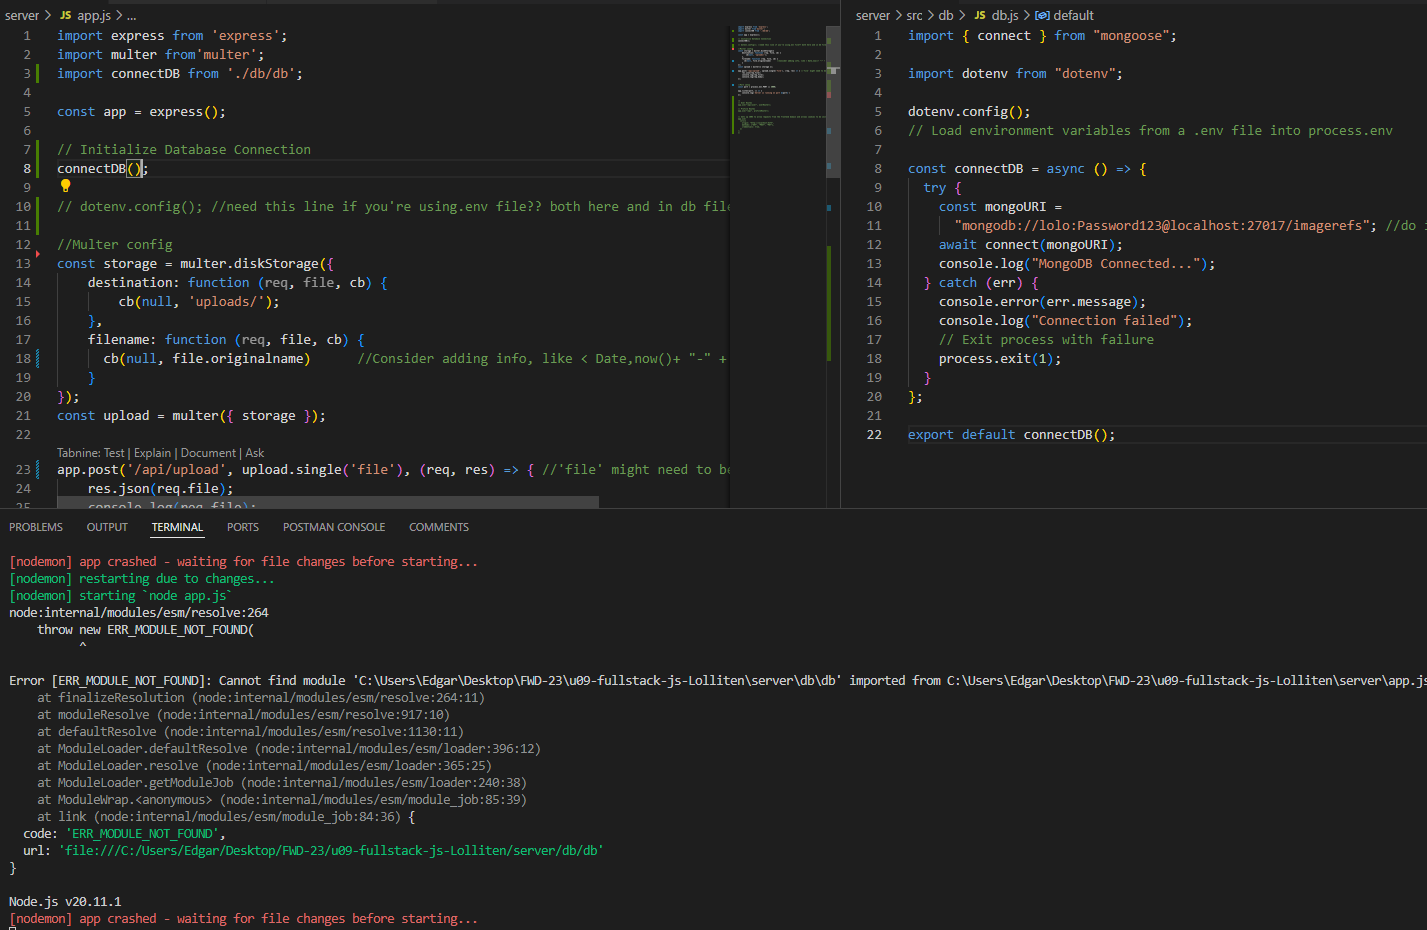 server > JS app.js > ...
1 import express from 'express';
2 import multer from'multer';
3 import connectDB from './db/db';
4
5 const app = express();
6
7 // Initialize Database Connection
8 connectDB();
9
10 // dotenv.config(); //need this line if you're using.env file?? both here and in db file
11
12 //Multer config
13 const storage = multer.diskStorage({
14 destination: function (req, file, cb) {
15 cb(null, 'uploads/');
16 },
17 filename: function (req, file, cb) {
18 cb(null, file.originalname) //Consider adding info, like < Date,now()+ "-" +
19 }
20 });
21 const upload = multer({ storage });
22
Tabnine: Test | Explain | Document | Ask
23 app.post('/api/upload', upload.single('file'), (req, res) => { //'file' might need to be
24 res.json(req.file);
25 console.log(req.file);
server > src > db > JS db.js > default
1 import { connect } from "mongoose";
2
3 import dotenv from "dotenv";
4
5 dotenv.config();
6 // Load environment variables from a .env file into process.env
7
8 const connectDB = async () => {
9 try {
10 const mongoURI =
11 "mongodb://lolo:Password123@localhost:27017/imagerefs"; //do
12 await connect(mongoURI);
13 console.log("MongoDB Connected...");
14 } catch (err) {
15 console.error(err.message);
16 console.log("Connection failed");
17 // Exit process with failure
18 process.exit(1);
19 }
20 };
21
22 export default connectDB();
PROBLEMS OUTPUT TERMINAL PORTS POSTMAN CONSOLE COMMENTS
[nodemon] app crashed - waiting for file changes before starting...
[nodemon] restarting due to changes...
[nodemon] starting `node app.js`
node:internal/modules/esm/resolve:264
throw new ERR_MODULE_NOT_FOUND(
^
Error [ERR_MODULE_NOT_FOUND]: Cannot find module 'C:\Users\Edgar\Desktop\FWD-23\u09-fullstack-js-Lolliten\server\db\db' imported from C:\Users\Edgar\Desktop\FWD-23\u09-fullstack-js-Lolliten\server\app.js
at finalizeResolution (node:internal/modules/esm/resolve:264:11)
at moduleResolve (node:internal/modules/esm/resolve:917:10)
at defaultResolve (node:internal/modules/esm/resolve:1130:11)
at ModuleLoader.defaultResolve (node:internal/modules/esm/loader:396:12)
at ModuleLoader.resolve (node:internal/modules/esm/loader:365:25)
at ModuleLoader.getModuleJob (node:internal/modules/esm/loader:240:38)
at ModuleWrap.<anonymous> (node:internal/modules/esm/module_job:85:39)
at link (node:internal/modules/esm/module_job:84:36) {
code: 'ERR_MODULE_NOT_FOUND',
url: 'file:///C:/Users/Edgar/Desktop/FWD-23/u09-fullstack-js-Lolliten/server/db/db'
}
Node.js v20.11.1
[nodemon] app crashed - waiting for file changes before starting...